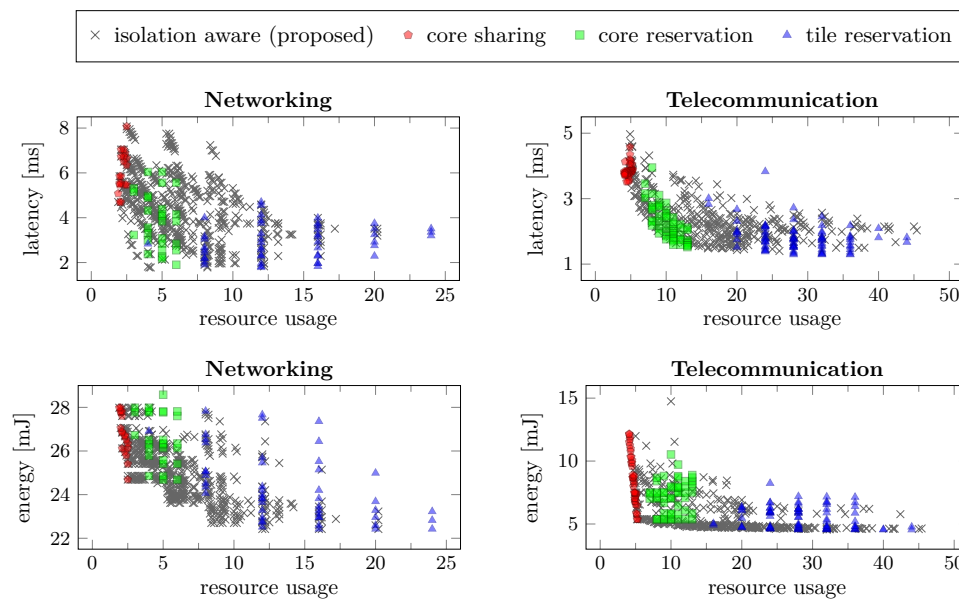 isolation aware (proposed) core sharing core reservation tile reservation
Networking
latency [ms]
8
6
4
2
0 5 10 15 20 25
resource usage
Telecommunication
latency [ms]
5
3
1
0 10 20 30 40 50
resource usage
Networking
energy [mJ]
28
26
24
22
0 5 10 15 20 25
resource usage
Telecommunication
energy [mJ]
15
10
5
0 10 20 30 40 50
resource usage